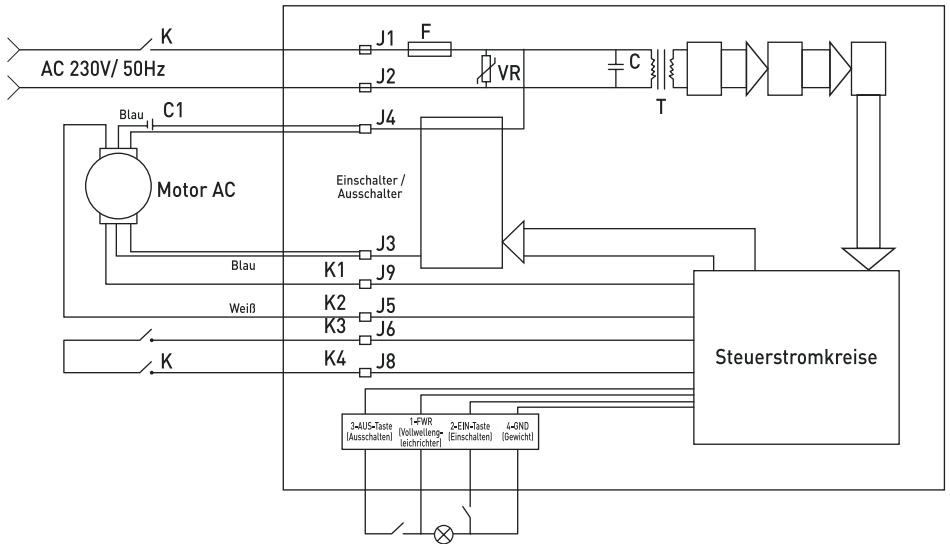 K
J1
F
AC 230V/ 50Hz
J2
VR
C
T
Blau
C1
J4
Motor AC
Einschalter /
Ausschalter
J3
Blau
K1
J9
Weiß
K2
J5
K3
J6
K
K4
J8
Steuerstromkreise
3-AUS-Taste
(Ausschalten)
1-FWR
(Vollwelleng-
leichrichter)
2-EIN-Taste
(Einschalten)
4-GND
(Gewicht)